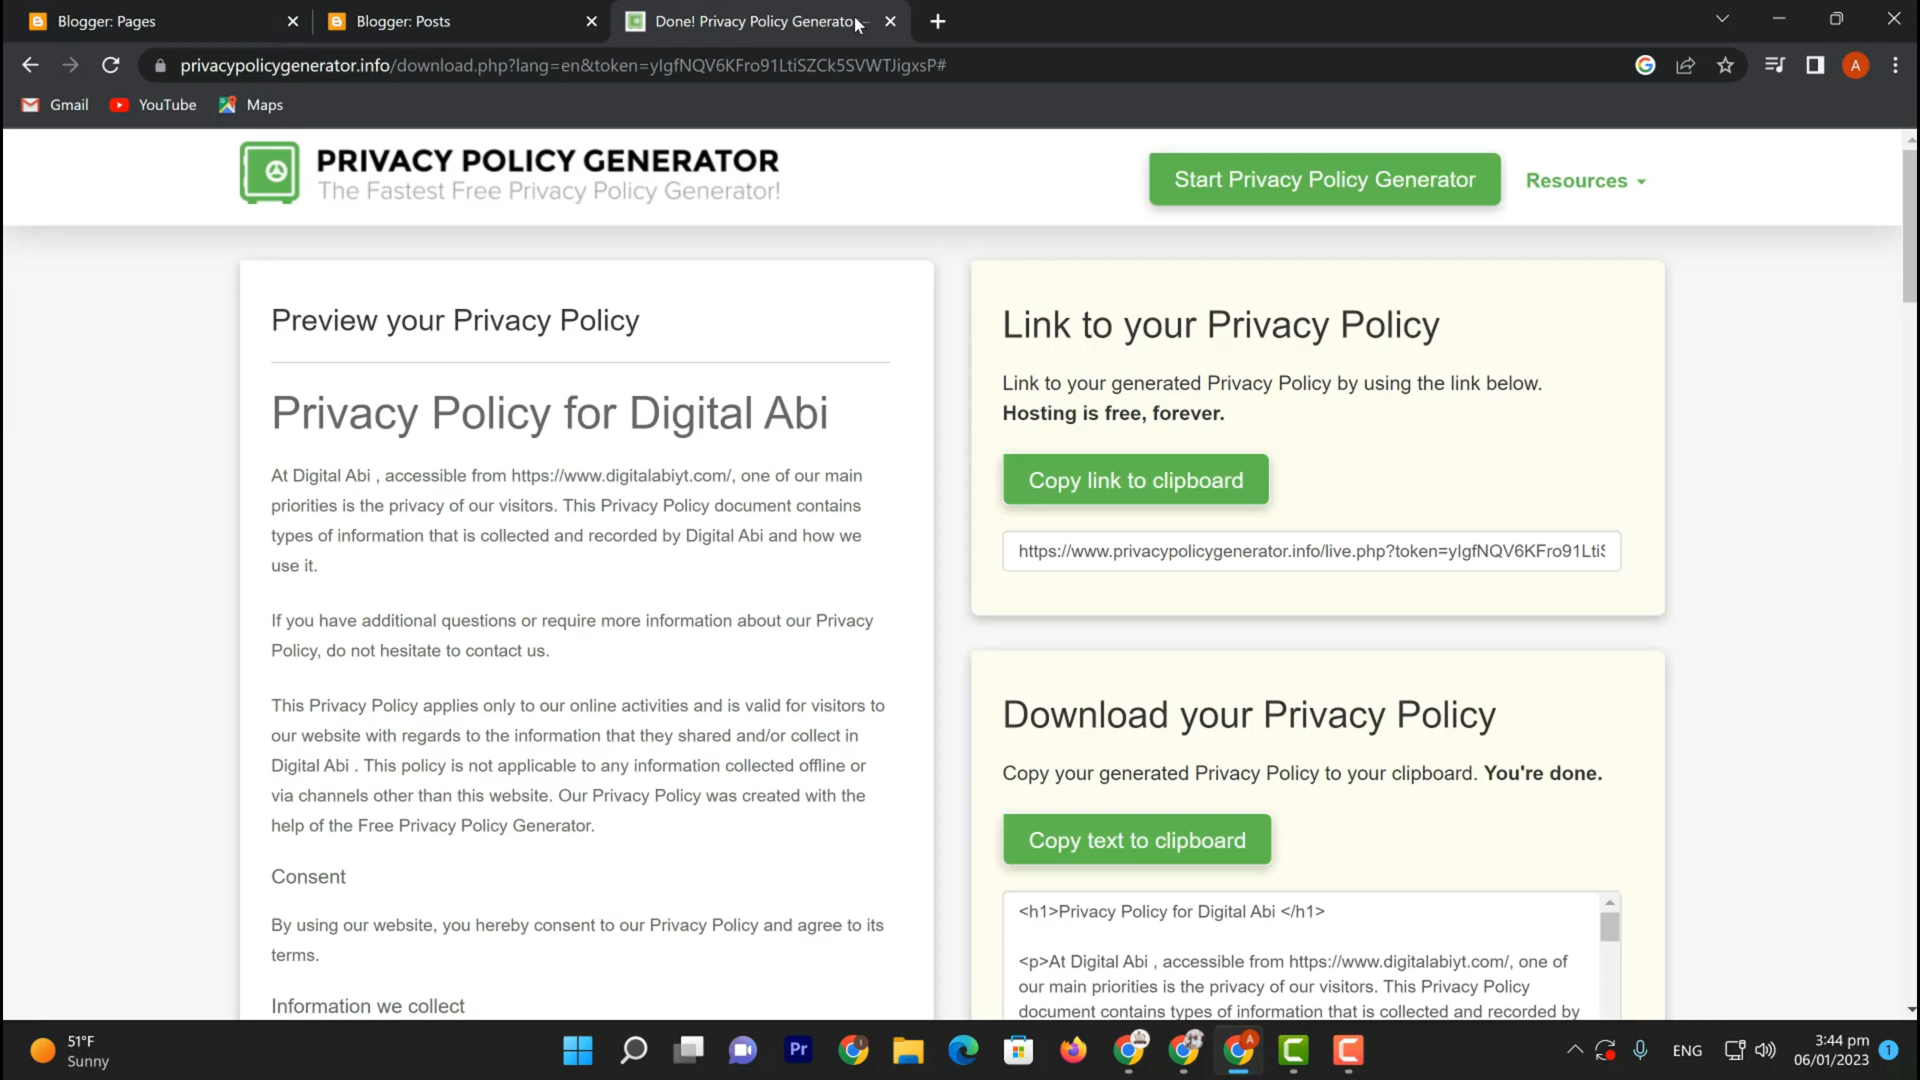 Blogger: Pages
Blogger: Posts
Done! Privacy Policy Generato
privacypolicygenerator.info/download.php?lang=en&token=yIgfNQV6KFro91LtiSZCk5SVWTJigxsP#
A
Gmail
YouTube
Maps
PRIVACY POLICY GENERATOR
The Fastest Free Privacy Policy Generator!
Start Privacy Policy Generator
Resources
Preview your Privacy Policy
Privacy Policy for Digital Abi
At Digital Abi , accessible from https://www.digitalabiyt.com/, one of our main
priorities is the privacy of our visitors. This Privacy Policy document contains
types of information that is collected and recorded by Digital Abi and how we
use it.
If you have additional questions or require more information about our Privacy
Policy, do not hesitate to contact us.
This Privacy Policy applies only to our online activities and is valid for visitors to
our website with regards to the information that they shared and/or collect in
Digital Abi . This policy is not applicable to any information collected offline or
via channels other than this website. Our Privacy Policy was created with the
help of the Free Privacy Policy Generator.
Consent
By using our website, you hereby consent to our Privacy Policy and agree to its
terms.
Information we collect
Link to your Privacy Policy
Link to your generated Privacy Policy by using the link below.
Hosting is free, forever.
Copy link to clipboard
https://www.privacypolicygenerator.info/live.php?token=yIgfNQV6KFro91LtiS
Download your Privacy Policy
Copy your generated Privacy Policy to your clipboard. You're done.
Copy text to clipboard
<h1>Privacy Policy for Digital Abi </h1>
<p>At Digital Abi , accessible from https://www.digitalabiyt.com/, one of
our main priorities is the privacy of our visitors. This Privacy Policy
document contains types of information that is collected and recorded by
51°F
Sunny
Pr
A
ENG
3:44 pm
06/01/2023
1